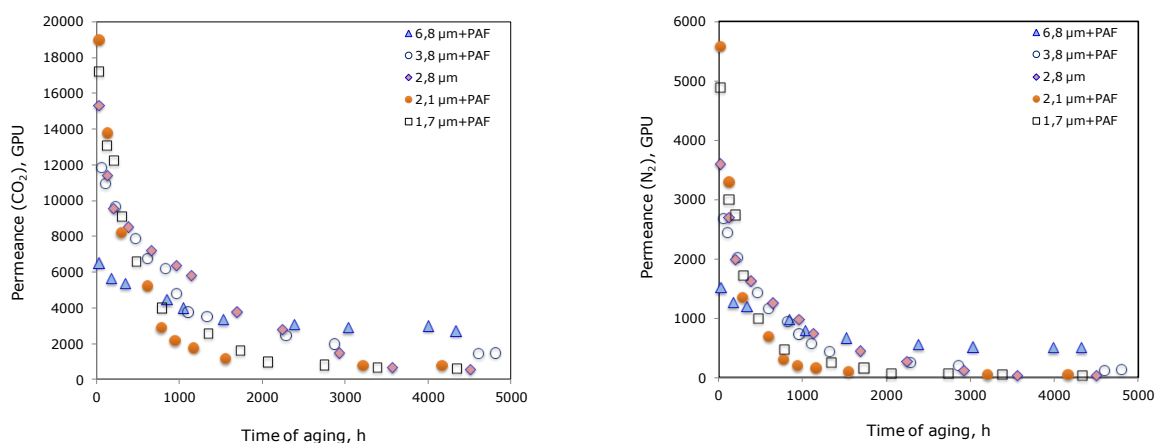 Permeance (CO₂), GPU
20000
18000
16000
14000
12000
10000
8000
6000
4000
2000
0
6,8 µm+PAF
3,8 µm+PAF
2,8 µm
2,1 µm+PAF
1,7 µm+PAF
0 1000 2000 3000 4000 5000
Time of aging, h
Permeance (N₂), GPU
6000
5000
4000
3000
2000
1000
0
6,8 µm+PAF
3,8 µm+PAF
2,8 µm
2,1 µm+PAF
1,7 µm+PAF
0 1000 2000 3000 4000 5000
Time of aging, h